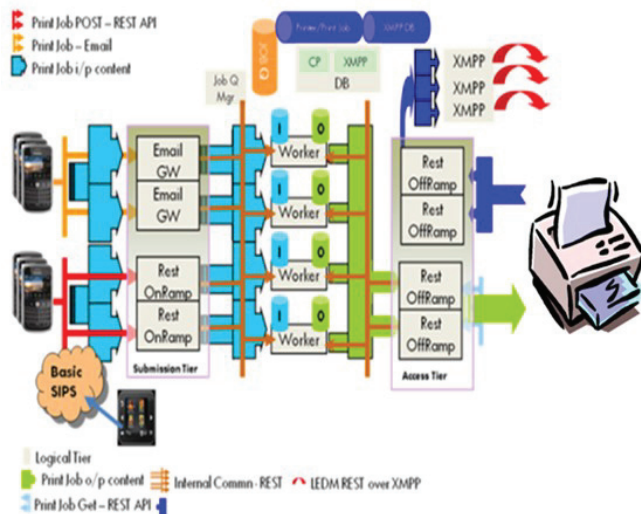 Print Job POST – REST API
Print Job – Email
Print Job i/p content
JOB Q
Printer/Print Job
XMPP DB
CP
XMPP
DB
Job Q
Mgr
XMPP
XMPP
XMPP
Email
GW
Email
GW
Rest
OnRamp
Rest
OnRamp
Submission Tier
I
O
Worker
I
O
Worker
I
O
Worker
I
O
Worker
Rest
OffRamp
Rest
OffRamp
Rest
OffRamp
Rest
OffRamp
Access Tier
Basic
SIPS
Logical Tier
Print Job o/p content
Internal Commn - REST
LEDM REST over XMPP
Print Job Get – REST API